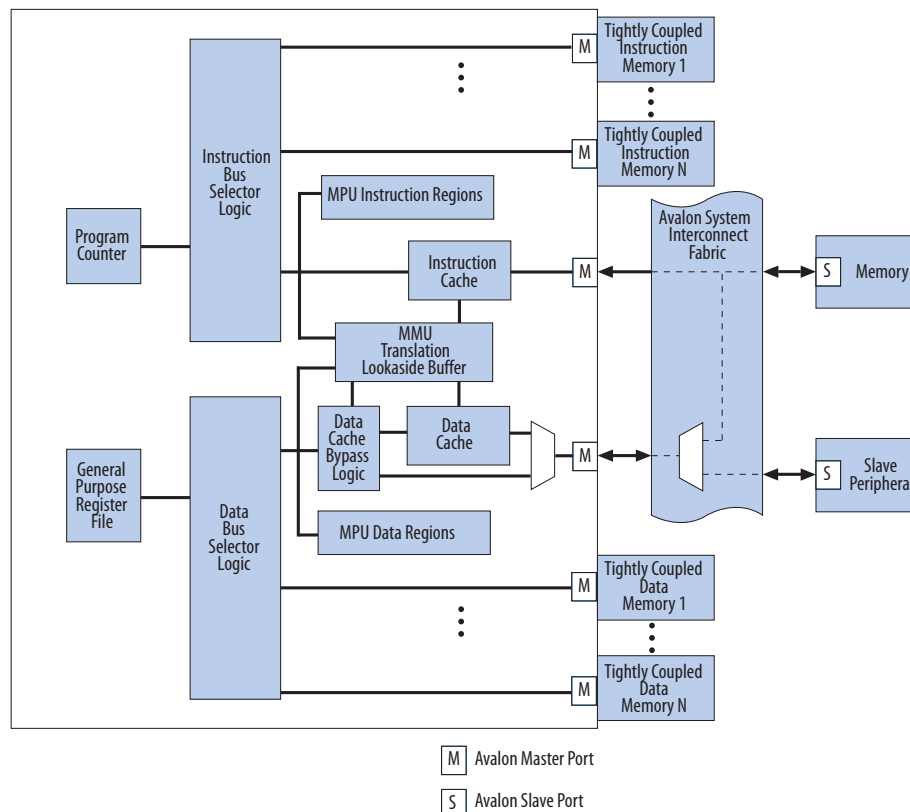 M
Tightly Coupled
Instruction
Memory 1
M
Tightly Coupled
Instruction
Memory N
Instruction
Bus
Selector
Logic
MPU Instruction Regions
Program
Counter
Avalon System
Interconnect
Fabric
Instruction
Cache
M
S
Memory
MMU
Translation
Lookaside Buffer
Data
Cache
Bypass
Logic
Data
Cache
M
General
Purpose
Register
File
S
Slave
Periphera
Data
Bus
Selector
Logic
MPU Data Regions
M
Tightly Coupled
Data
Memory 1
M
Tightly Coupled
Data
Memory N
M Avalon Master Port
S Avalon Slave Port